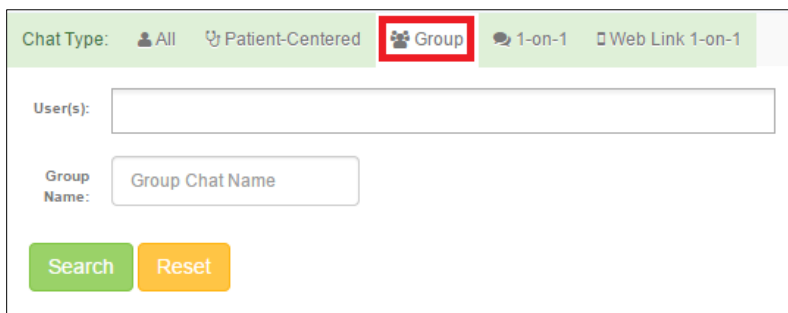 Chat Type: All Patient-Centered Group 1-on-1 Web Link 1-on-1
User(s):
Group
Name:
Group Chat Name
Search Reset